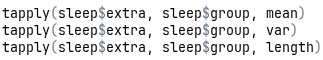 tapply(sleep$extra, sleep$group, mean)
tapply(sleep$extra, sleep$group, var)
tapply(sleep$extra, sleep$group, length)